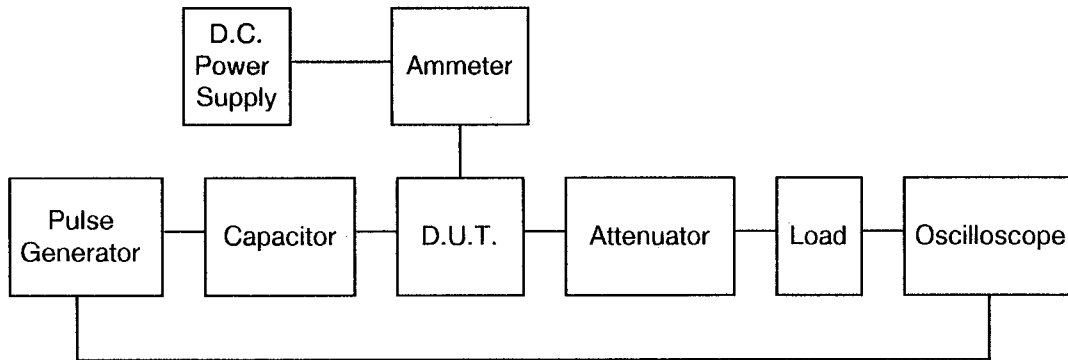 D.C.
Power
Supply
Ammeter
Pulse
Generator
Capacitor
D.U.T.
Attenuator
Load
Oscilloscope